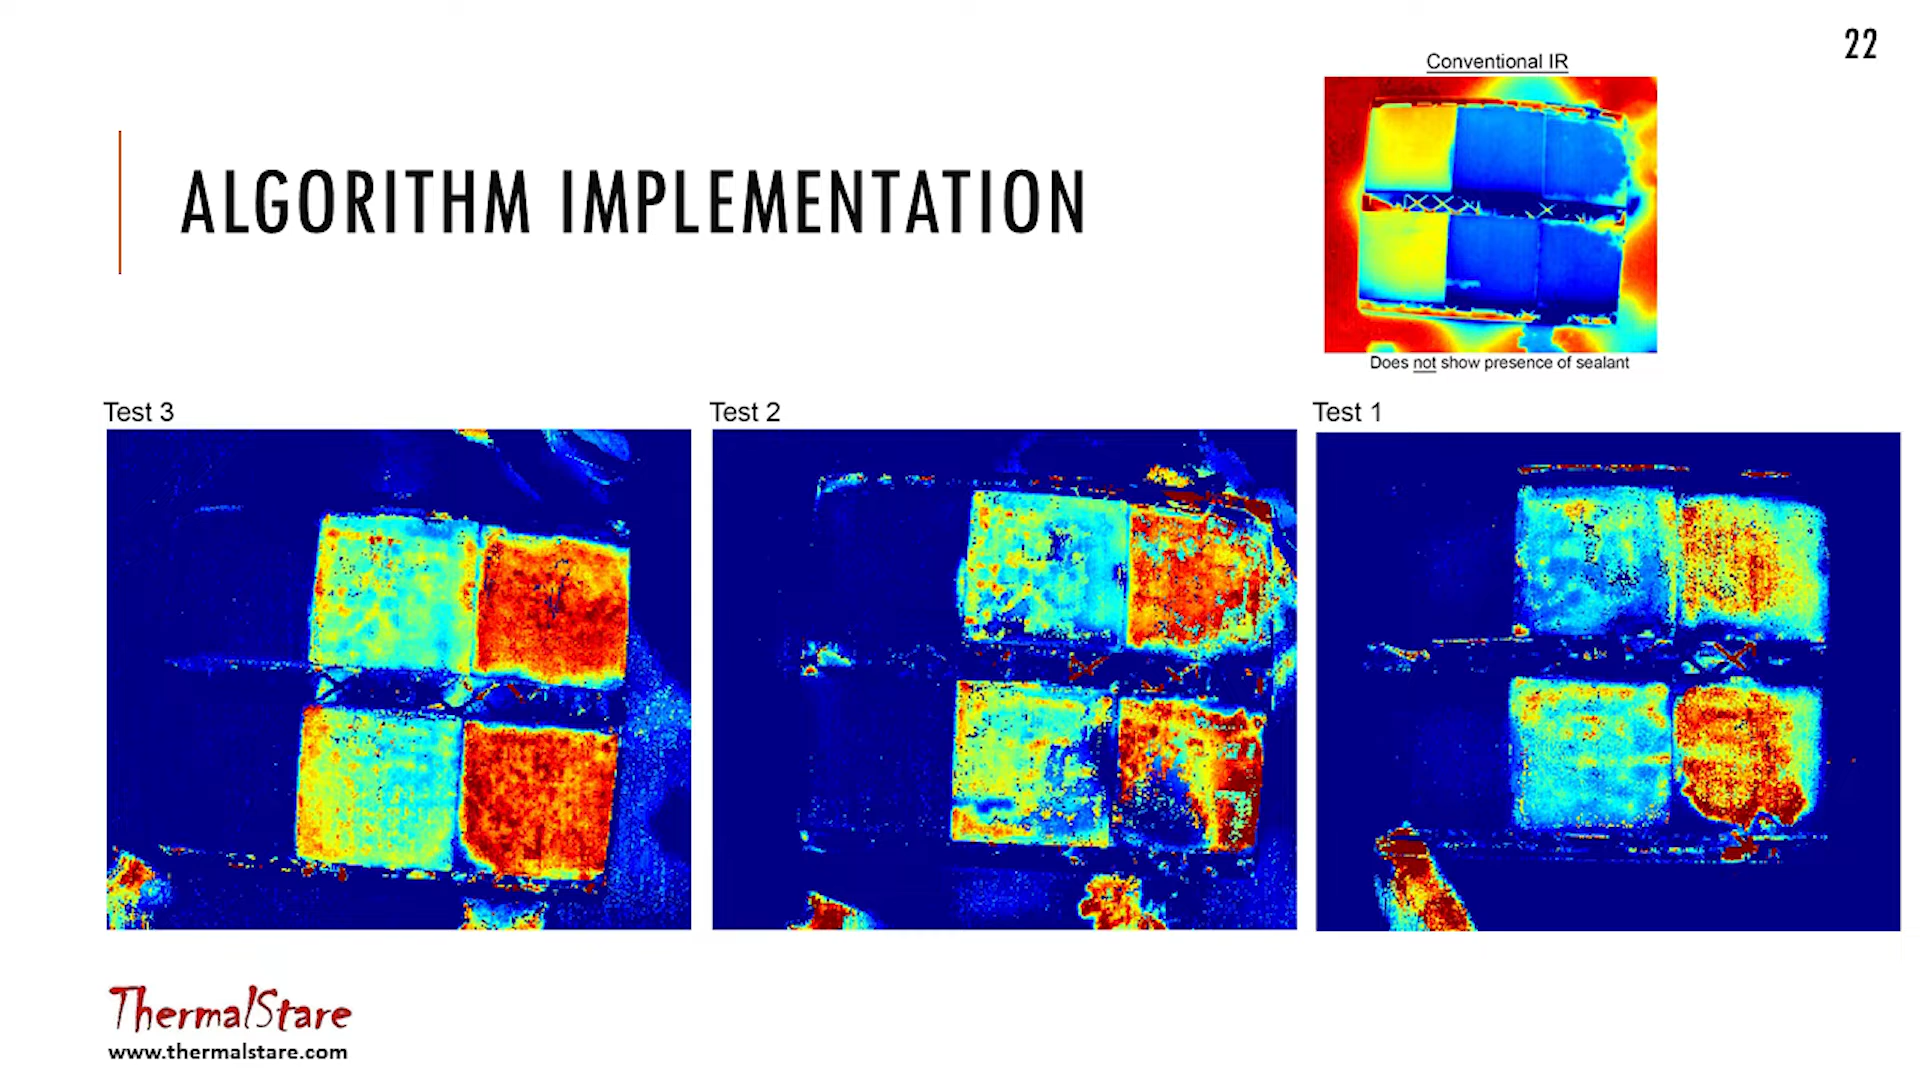 22
Conventional IR
ALGORITHM IMPLEMENTATION
Does not show presence of sealant
Test 3
Test 2
Test 1
ThermalStare
www.thermalstare.com